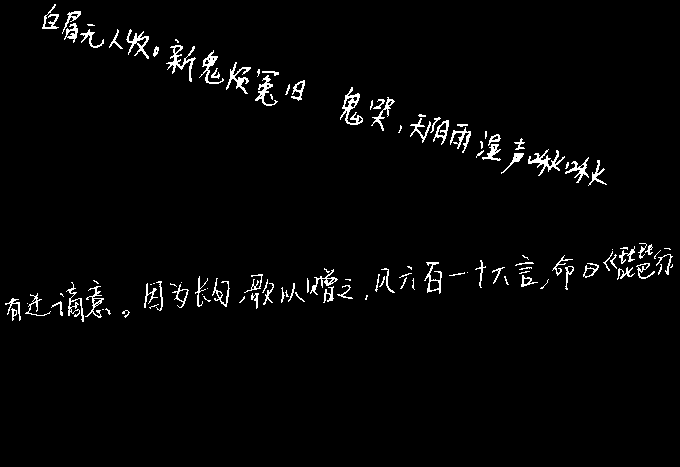 白眉无人收。新鬼烦冤旧 鬼哭,天阴雨湿声啾啾
有迁谪意。因为长句,歌以赠之,凡六百一十六言,命曰《琵琶行